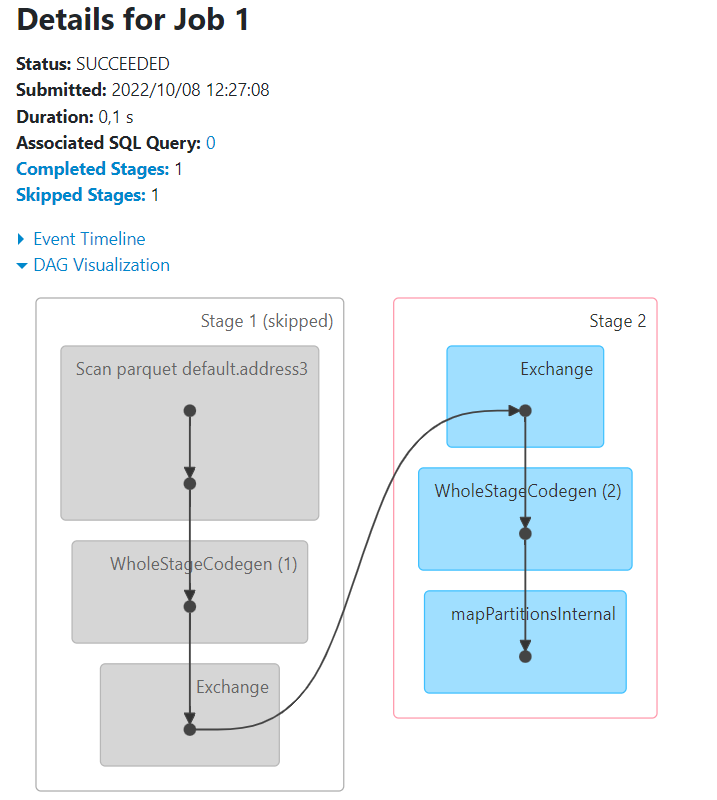 Details for Job 1
Status: SUCCEEDED
Submitted: 2022/10/08 12:27:08
Duration: 0,1 s
Associated SQL Query: 0
Completed Stages: 1
Skipped Stages: 1
Event Timeline
DAG Visualization
Stage 1 (skipped)
Scan parquet default.address3
WholeStageCodegen (1)
Exchange
Stage 2
Exchange
WholeStageCodegen (2)
mapPartitionsInternal